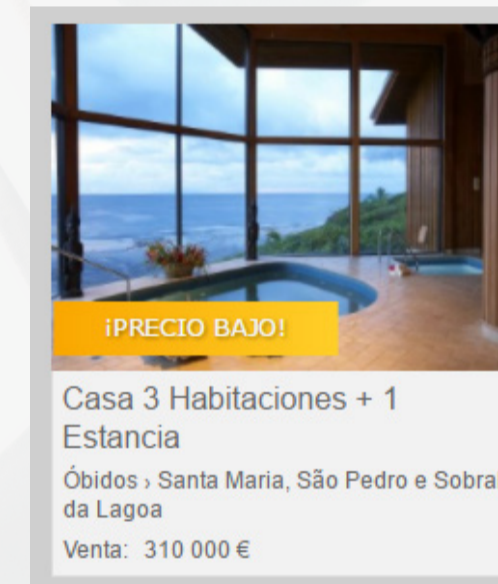 ¡PRECIO BAJO!
Casa 3 Habitaciones + 1
Estancia
Óbidos › Santa Maria, São Pedro e Sobral
da Lagoa
Venta: 310 000 €